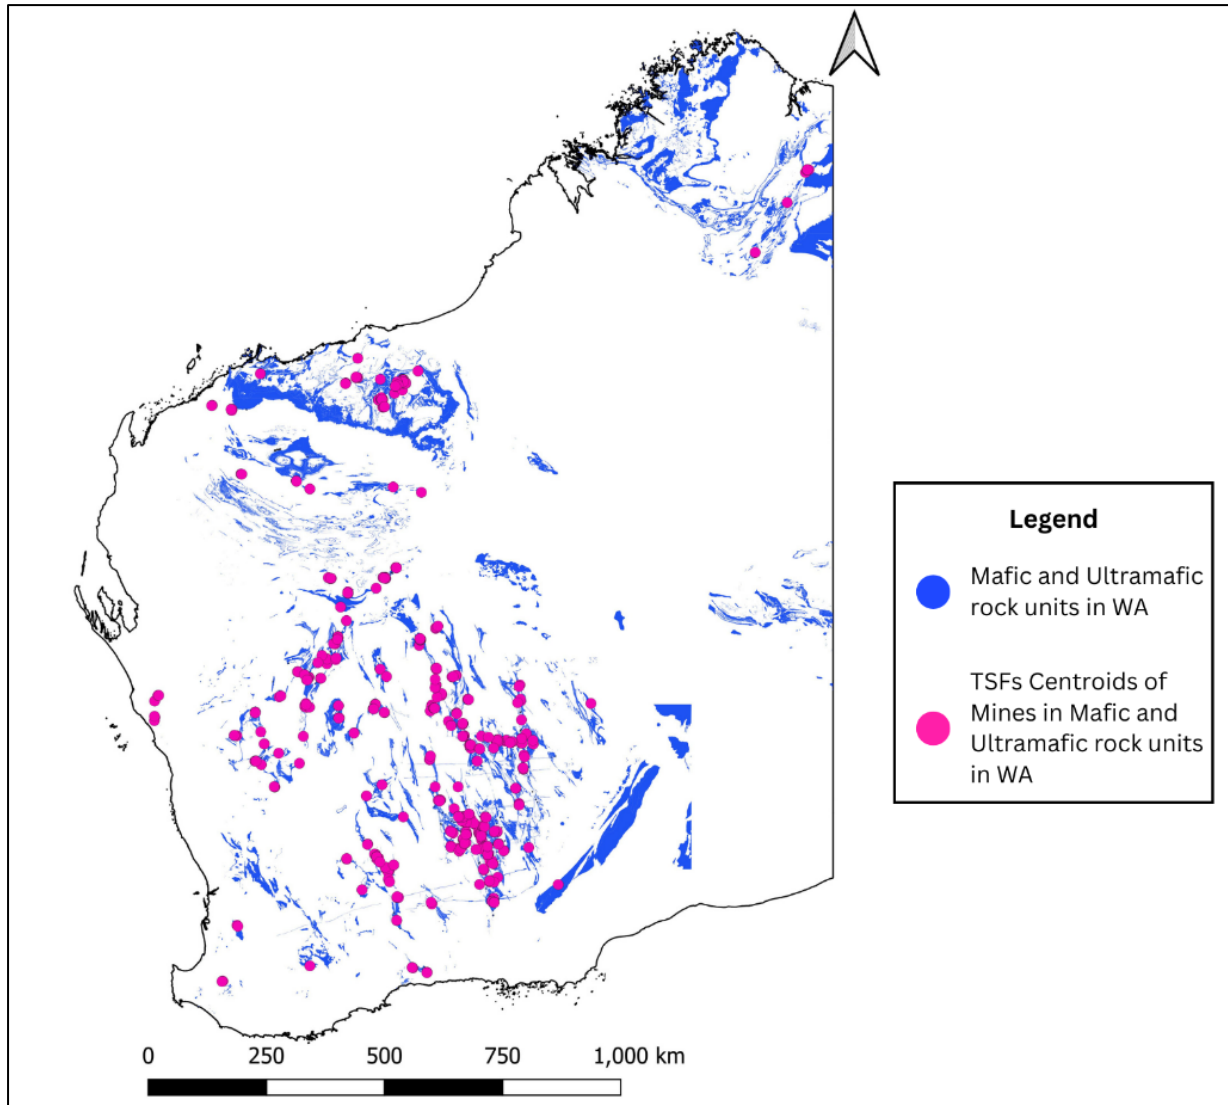 Legend
Mafic and Ultramafic
rock units in WA
TSFs Centroids of
Mines in Mafic and
Ultramafic rock units
in WA
0 250 500 750 1,000 km